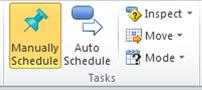 Manually
Schedule
Auto
Schedule
Inspect
Move
Mode
Tasks